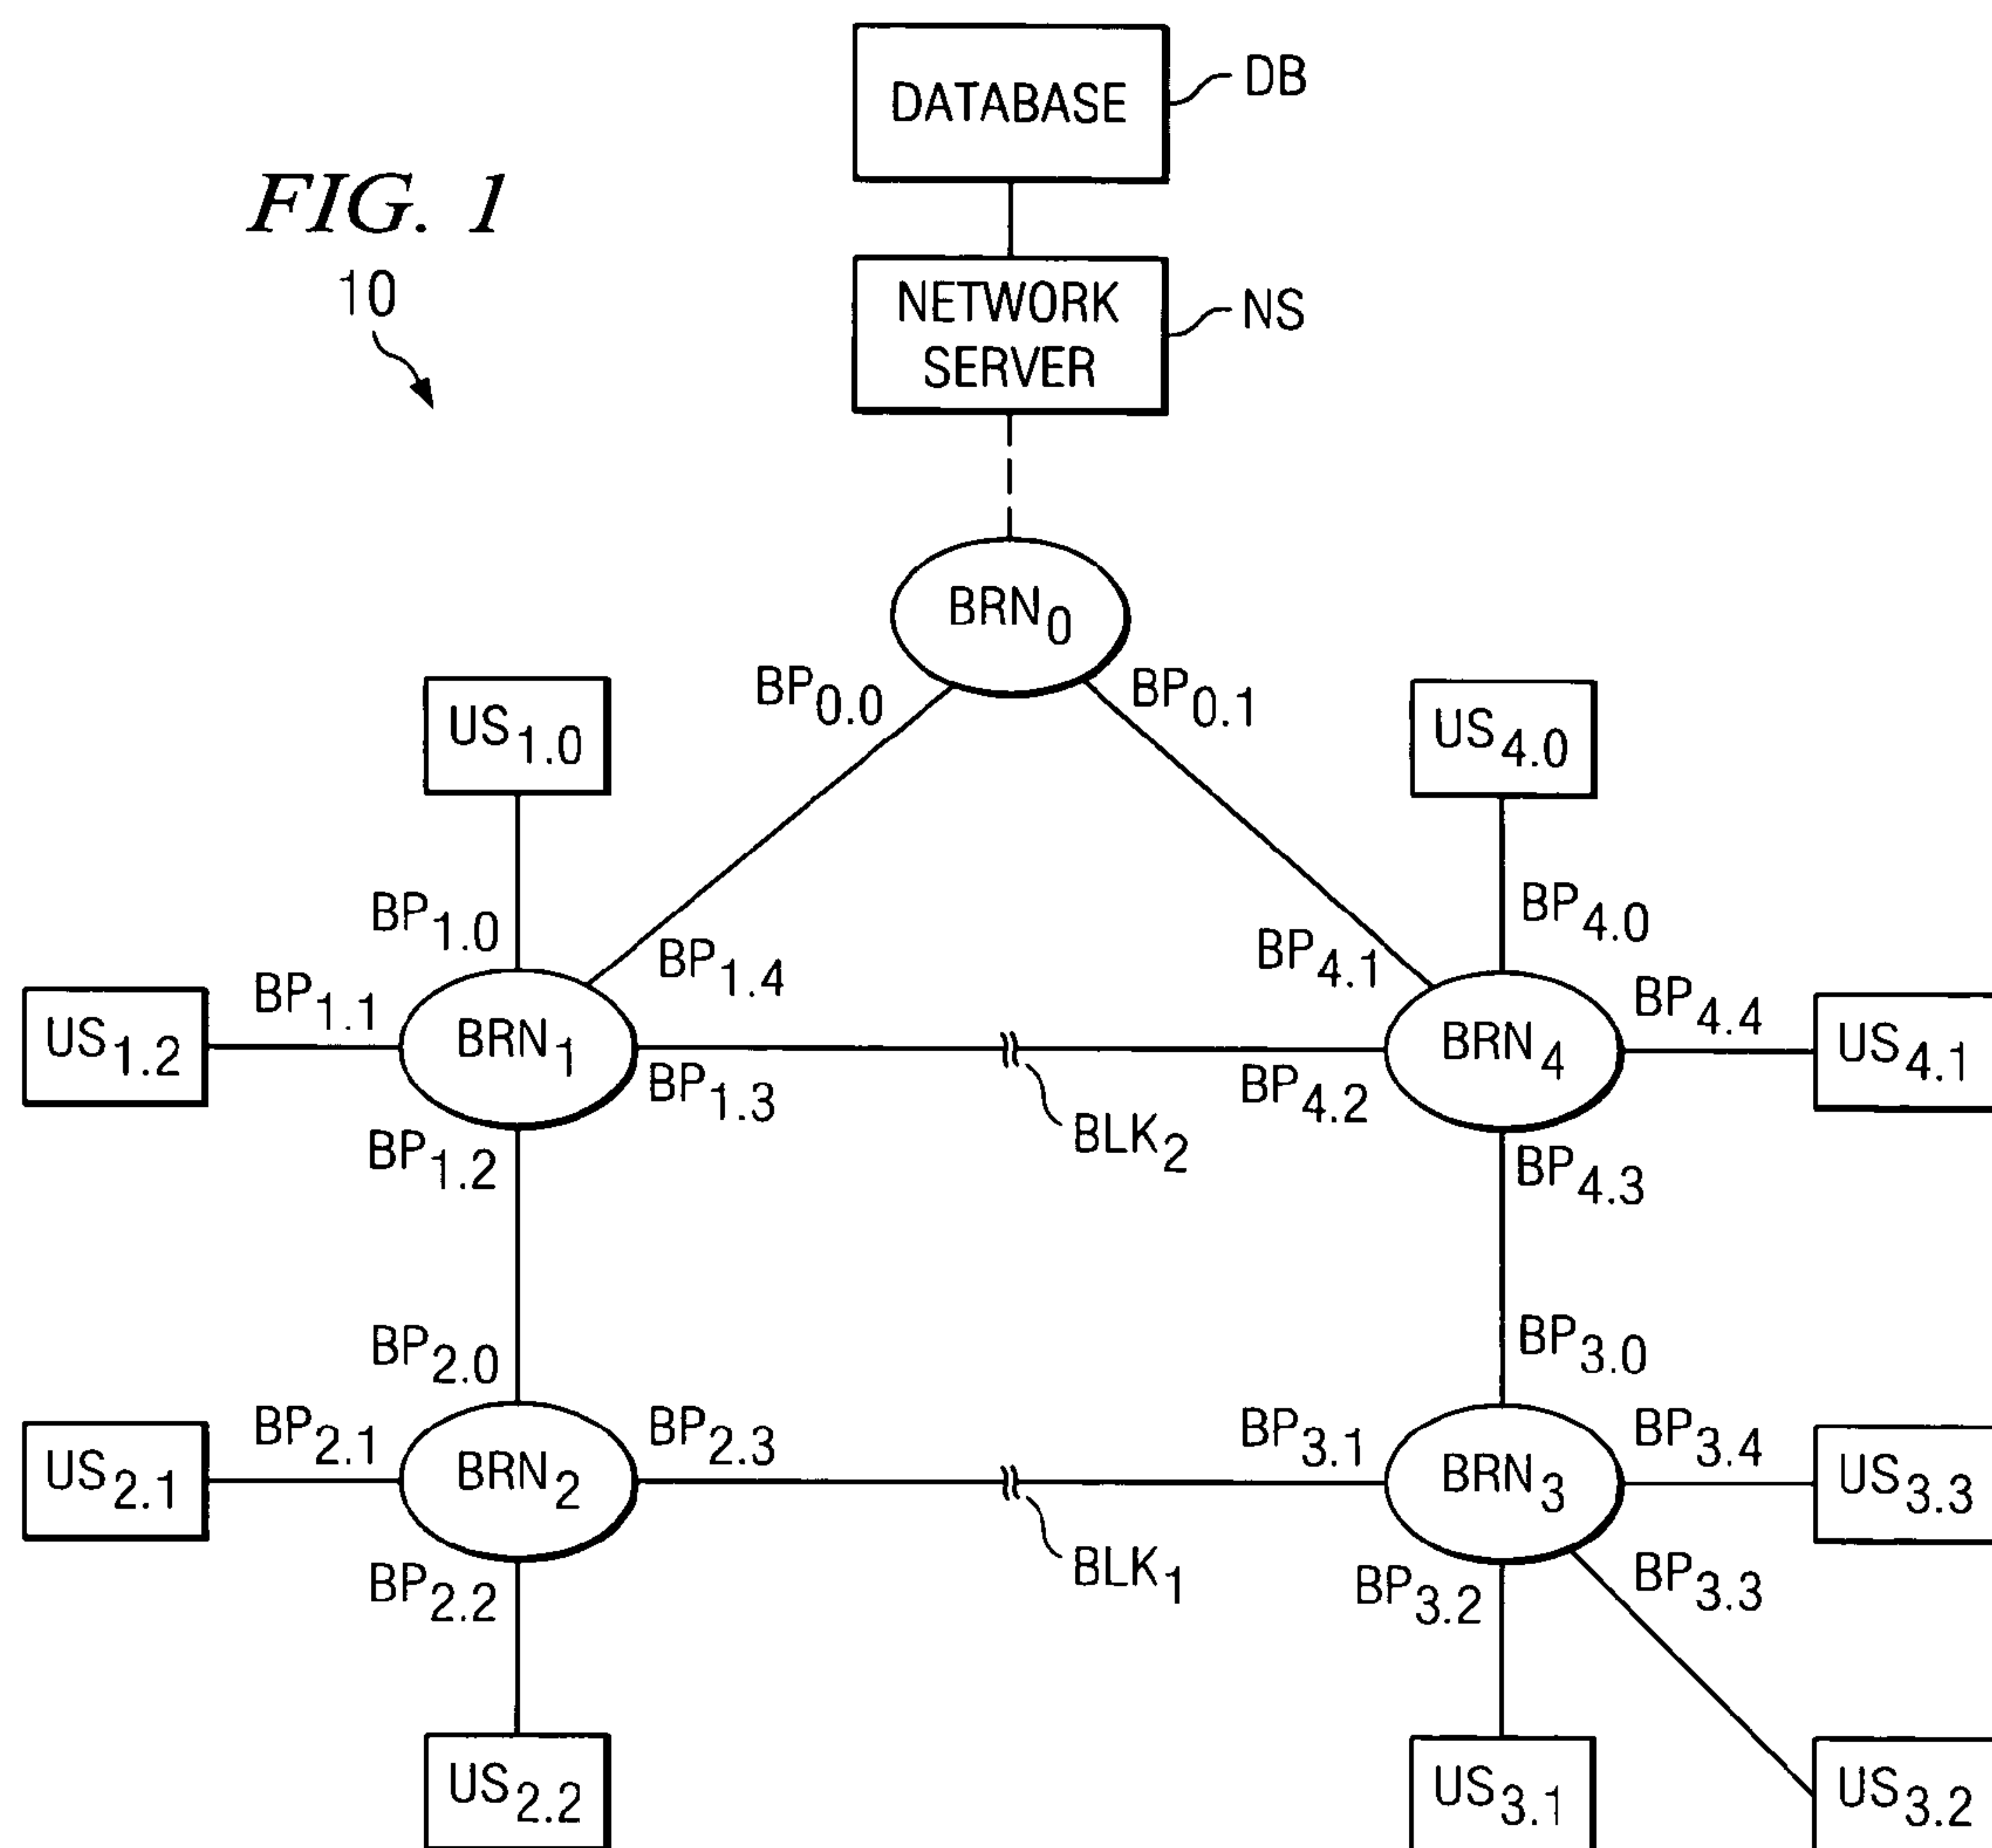 DATABASE
DB
FIG. 1
10
NETWORK
SERVER
NS
BRN0
BP0.0
BP0.1
US1.0
US4.0
BP1.0
BP1.4
BP4.1
BP4.0
US1.2
BP1.1
BRN1
BP1.3
BLK2
BP4.2
BRN4
BP4.4
US4.1
BP1.2
BP4.3
BP2.0
BP3.0
US2.1
BP2.1
BRN2
BP2.3
BLK1
BP3.1
BRN3
BP3.4
US3.3
BP2.2
BP3.2
BP3.3
US2.2
US3.1
US3.2